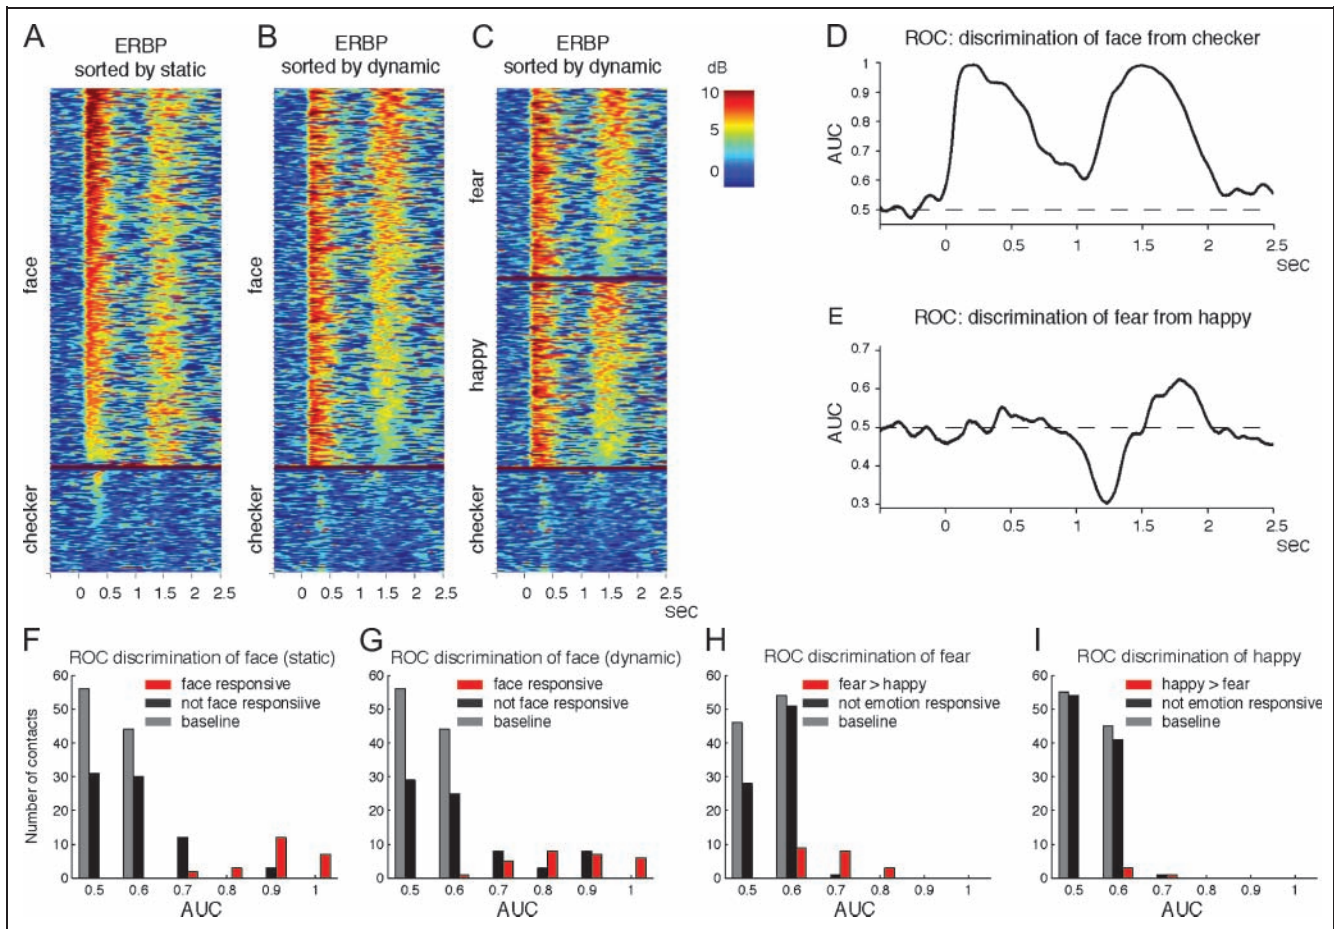 A
ERBP
sorted by static
B
ERBP
sorted by dynamic
C
ERBP
sorted by dynamic
dB
10
5
0
face
checker
0 0.5 1 1.5 2 2.5
face
checker
0 0.5 1 1.5 2 2.5
fear
happy
checker
0 0.5 1 1.5 2 2.5
sec
D
ROC: discrimination of face from checker
AUC
1
0.9
0.8
0.7
0.6
0.5
0 0.5 1 1.5 2 2.5
sec
E
ROC: discrimination of fear from happy
AUC
0.7
0.6
0.5
0.4
0.3
0 0.5 1 1.5 2 2.5
sec
F
ROC discrimination of face (static)
face responsive
not face responsiive
baseline
Number of contacts
60
50
40
30
20
10
0
0.5 0.6 0.7 0.8 0.9 1
AUC
G
ROC discrimination of face (dynamic)
face responsive
not face responsive
baseline
60
50
40
30
20
10
0
0.5 0.6 0.7 0.8 0.9 1
AUC
H
ROC discrimination of fear
fear > happy
not emotion responsive
baseline
60
50
40
30
20
10
0
0.5 0.6 0.7 0.8 0.9 1
AUC
I
ROC discrimination of happy
happy > fear
not emotion responsive
baseline
60
50
40
30
20
10
0
0.5 0.6 0.7 0.8 0.9 1
AUC